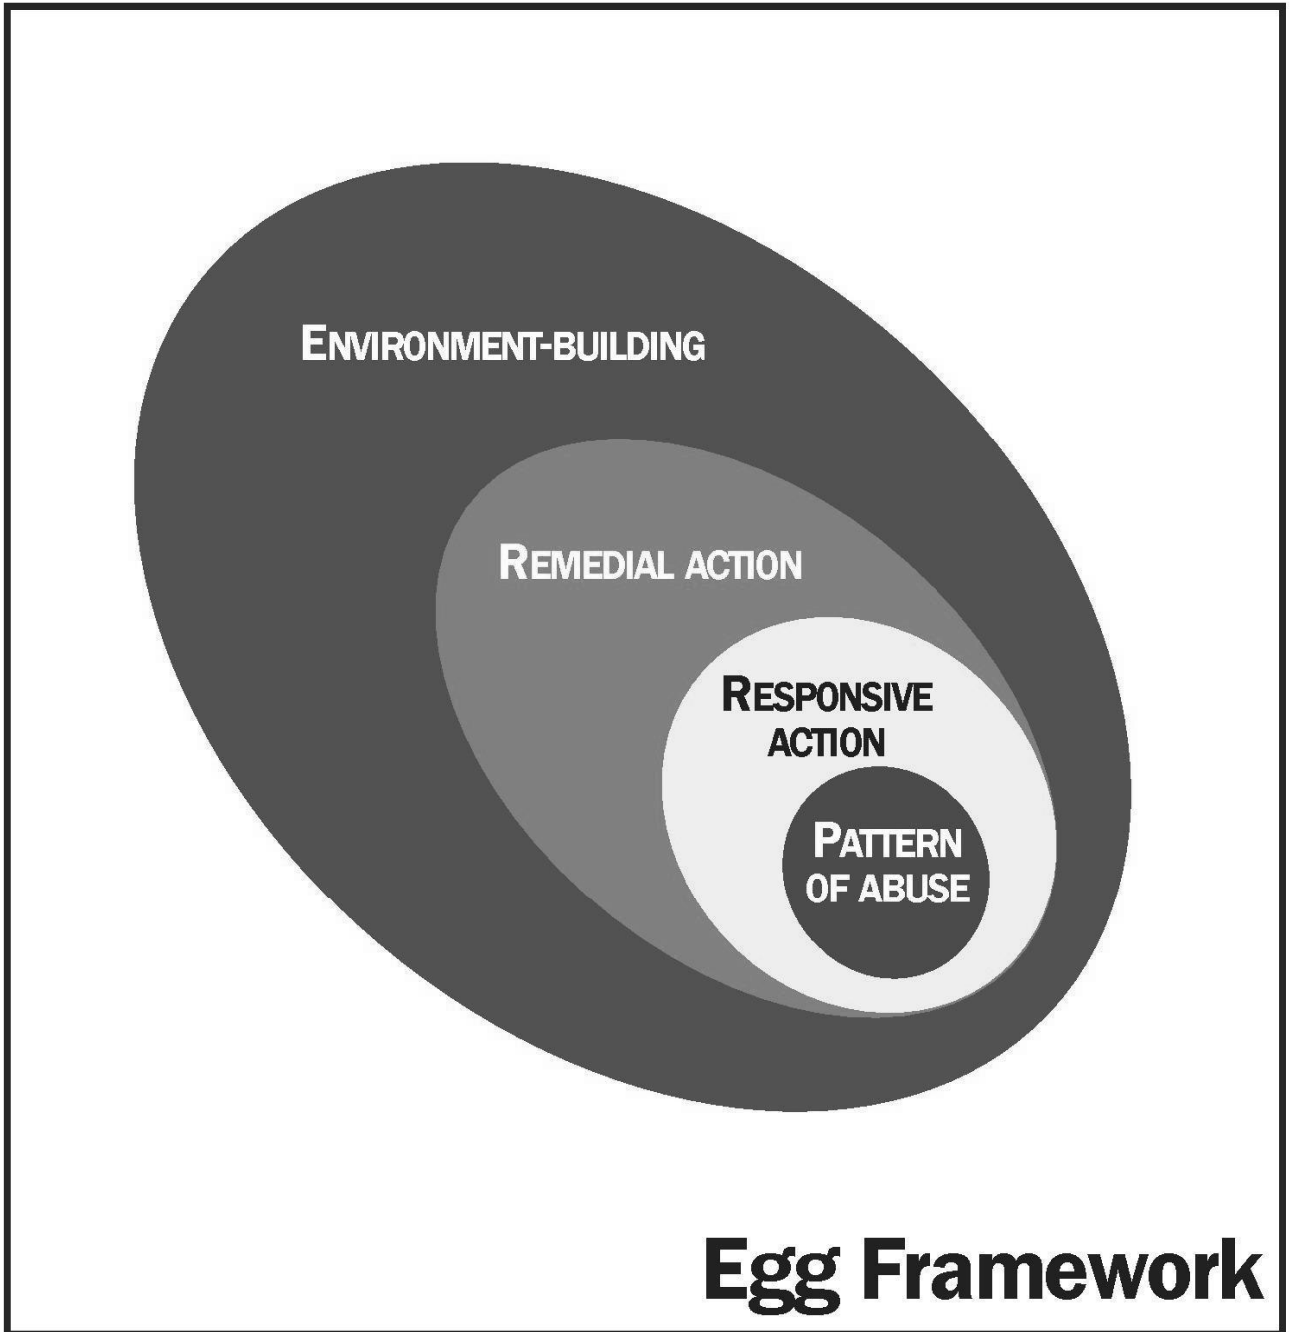 ENVIRONMENT-BUILDING
REMEDIAL ACTION
RESPONSIVE
ACTION
PATTERN
OF ABUSE
Egg Framework